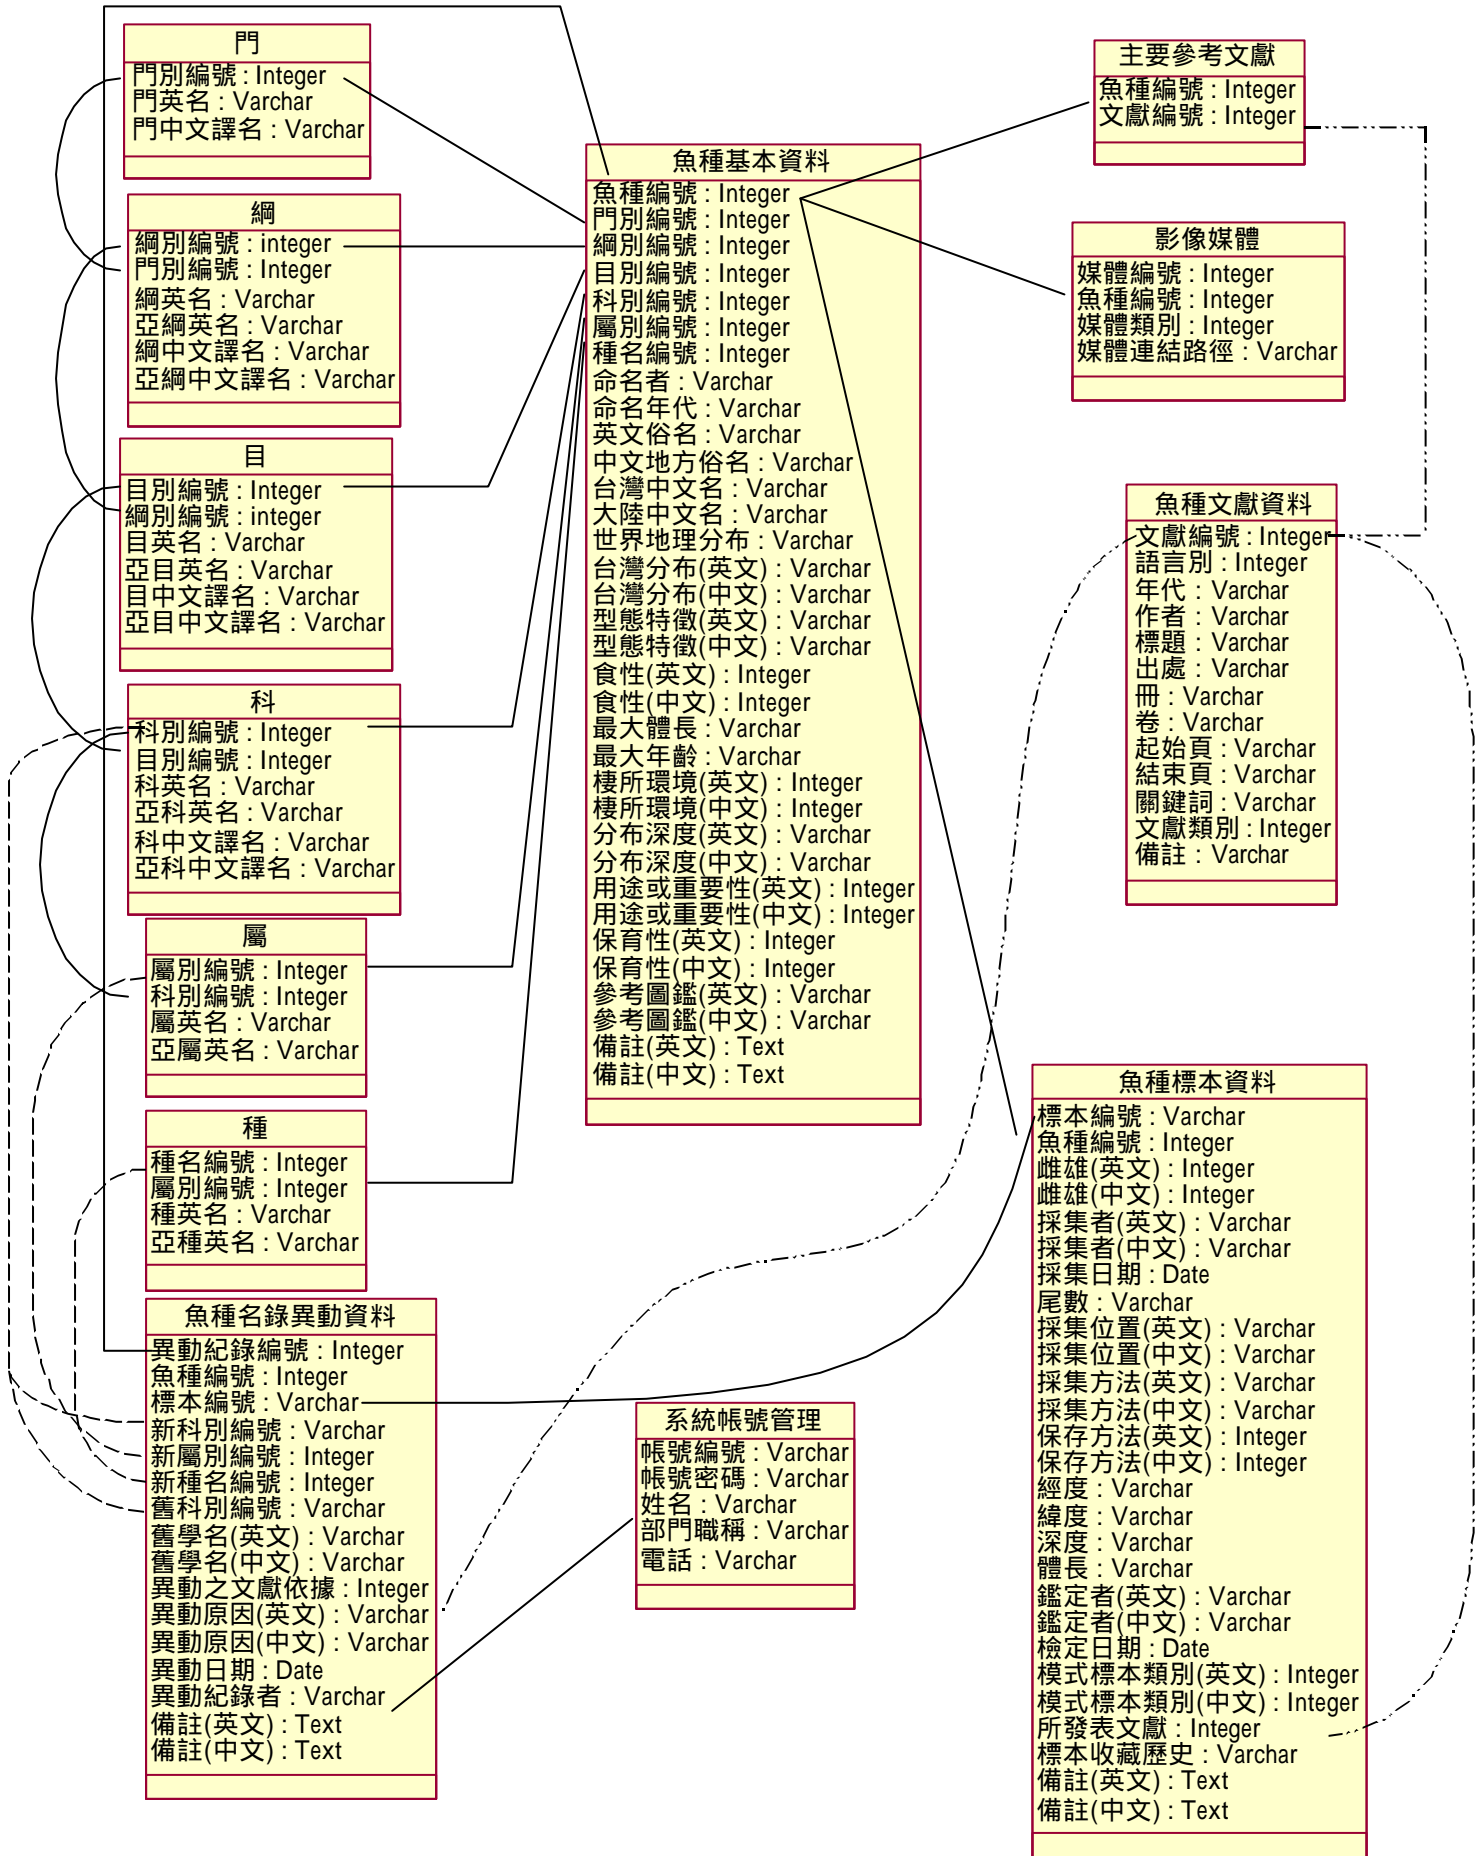 門
門別編號 : Integer
門英名 : Varchar
門中文譯名 : Varchar
綱
綱別編號 : integer
門別編號 : Integer
綱英名 : Varchar
亞綱英名 : Varchar
綱中文譯名 : Varchar
亞綱中文譯名 : Varchar
目
目別編號 : Integer
綱別編號 : integer
目英名 : Varchar
亞目英名 : Varchar
目中文譯名 : Varchar
亞目中文譯名 : Varchar
科
科別編號 : Integer
目別編號 : Integer
科英名 : Varchar
亞科英名 : Varchar
科中文譯名 : Varchar
亞科中文譯名 : Varchar
屬
屬別編號 : Integer
科別編號 : Integer
屬英名 : Varchar
亞屬英名 : Varchar
種
種名編號 : Integer
屬別編號 : Integer
種英名 : Varchar
亞種英名 : Varchar
魚種名錄異動資料
異動紀錄編號 : Integer
魚種編號 : Integer
標本編號 : Varchar
新科別編號 : Varchar
新屬別編號 : Integer
新種名編號 : Integer
舊科別編號 : Varchar
舊學名(英文) : Varchar
舊學名(中文) : Varchar
異動之文獻依據 : Integer
異動原因(英文) : Varchar
異動原因(中文) : Varchar
異動日期 : Date
異動紀錄者 : Varchar
備註(英文) : Text
備註(中文) : Text
魚種基本資料
魚種編號 : Integer
門別編號 : Integer
綱別編號 : Integer
目別編號 : Integer
科別編號 : Integer
屬別編號 : Integer
種名編號 : Integer
命名者 : Varchar
命名年代 : Varchar
英文俗名 : Varchar
中文地方俗名 : Varchar
台灣中文名 : Varchar
大陸中文名 : Varchar
世界地理分布 : Varchar
台灣分布(英文) : Varchar
台灣分布(中文) : Varchar
型態特徵(英文) : Varchar
型態特徵(中文) : Varchar
食性(英文) : Integer
食性(中文) : Integer
最大體長 : Varchar
最大年齡 : Varchar
棲所環境(英文) : Integer
棲所環境(中文) : Integer
分布深度(英文) : Varchar
分布深度(中文) : Varchar
用途或重要性(英文) : Integer
用途或重要性(中文) : Integer
保育性(英文) : Integer
保育性(中文) : Integer
參考圖鑑(英文) : Varchar
參考圖鑑(中文) : Varchar
備註(英文) : Text
備註(中文) : Text
系統帳號管理
帳號編號 : Varchar
帳號密碼 : Varchar
姓名 : Varchar
部門職稱 : Varchar
電話 : Varchar
主要參考文獻
魚種編號 : Integer
文獻編號 : Integer
影像媒體
媒體編號 : Integer
魚種編號 : Integer
媒體類別 : Integer
媒體連結路徑 : Varchar
魚種文獻資料
文獻編號 : Integer
語言別 : Integer
年代 : Varchar
作者 : Varchar
標題 : Varchar
出處 : Varchar
冊 : Varchar
卷 : Varchar
起始頁 : Varchar
結束頁 : Varchar
關鍵詞 : Varchar
文獻類別 : Integer
備註 : Varchar
魚種標本資料
標本編號 : Varchar
魚種編號 : Integer
雌雄(英文) : Integer
雌雄(中文) : Integer
採集者(英文) : Varchar
採集者(中文) : Varchar
採集日期 : Date
尾數 : Varchar
採集位置(英文) : Varchar
採集位置(中文) : Varchar
採集方法(英文) : Varchar
採集方法(中文) : Varchar
保存方法(英文) : Integer
保存方法(中文) : Integer
經度 : Varchar
緯度 : Varchar
深度 : Varchar
體長 : Varchar
鑑定者(英文) : Varchar
鑑定者(中文) : Varchar
檢定日期 : Date
模式標本類別(英文) : Integer
模式標本類別(中文) : Integer
所發表文獻 : Integer
標本收藏歷史 : Varchar
備註(英文) : Text
備註(中文) : Text